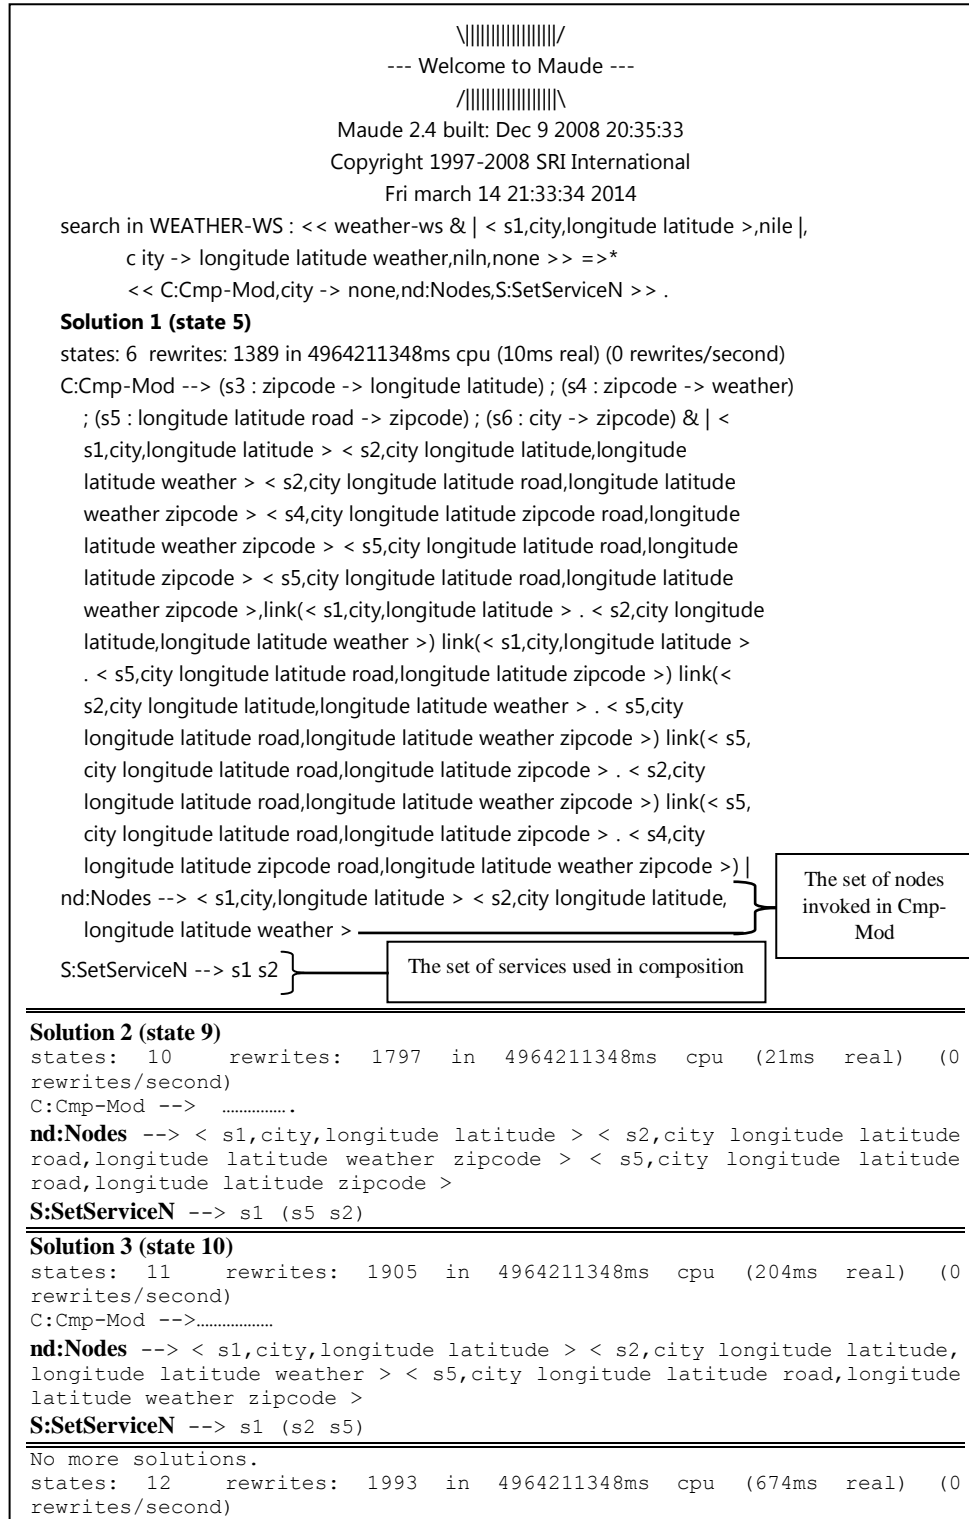 \||||||||||||||||||/
--- Welcome to Maude ---
/||||||||||||||||||\
Maude 2.4 built: Dec 9 2008 20:35:33
Copyright 1997-2008 SRI International
Fri march 14 21:33:34 2014
search in WEATHER-WS : << weather-ws & | < s1,city,longitude latitude >,nile |,
c ity -> longitude latitude weather,niln,none >> =>*
<< C:Cmp-Mod,city -> none,nd:Nodes,S:SetServiceN >> .
Solution 1 (state 5)
states: 6 rewrites: 1389 in 4964211348ms cpu (10ms real) (0 rewrites/second)
C:Cmp-Mod --> (s3 : zipcode -> longitude latitude) ; (s4 : zipcode -> weather)
; (s5 : longitude latitude road -> zipcode) ; (s6 : city -> zipcode) & | <
s1,city,longitude latitude > < s2,city longitude latitude,longitude
latitude weather > < s2,city longitude latitude road,longitude latitude
weather zipcode > < s4,city longitude latitude zipcode road,longitude
latitude weather zipcode > < s5,city longitude latitude road,longitude
latitude zipcode > < s5,city longitude latitude road,longitude latitude
weather zipcode >,link(< s1,city,longitude latitude > . < s2,city longitude
latitude,longitude latitude weather >) link(< s1,city,longitude latitude >
. < s5,city longitude latitude road,longitude latitude zipcode >) link(<
s2,city longitude latitude,longitude latitude weather > . < s5,city
longitude latitude road,longitude latitude weather zipcode >) link(< s5,
city longitude latitude road,longitude latitude zipcode > . < s2,city
longitude latitude road,longitude latitude weather zipcode >) link(< s5,
city longitude latitude road,longitude latitude zipcode > . < s4,city
longitude latitude zipcode road,longitude latitude weather zipcode >) |
nd:Nodes --> < s1,city,longitude latitude > < s2,city longitude latitude,
longitude latitude weather >
The set of nodes
invoked in Cmp-
Mod
S:SetServiceN --> s1 s2
The set of services used in composition
Solution 2 (state 9)
states: 10 rewrites: 1797 in 4964211348ms cpu (21ms real) (0
rewrites/second)
C:Cmp-Mod --> …………….
nd:Nodes --> < s1,city,longitude latitude > < s2,city longitude latitude
road,longitude latitude weather zipcode > < s5,city longitude latitude
road,longitude latitude zipcode >
S:SetServiceN --> s1 (s5 s2)
Solution 3 (state 10)
states: 11 rewrites: 1905 in 4964211348ms cpu (204ms real) (0
rewrites/second)
C:Cmp-Mod -->………………
nd:Nodes --> < s1,city,longitude latitude > < s2,city longitude latitude,
longitude latitude weather > < s5,city longitude latitude road,longitude
latitude weather zipcode >
S:SetServiceN --> s1 (s2 s5)
No more solutions.
states: 12 rewrites: 1993 in 4964211348ms cpu (674ms real) (0
rewrites/second)